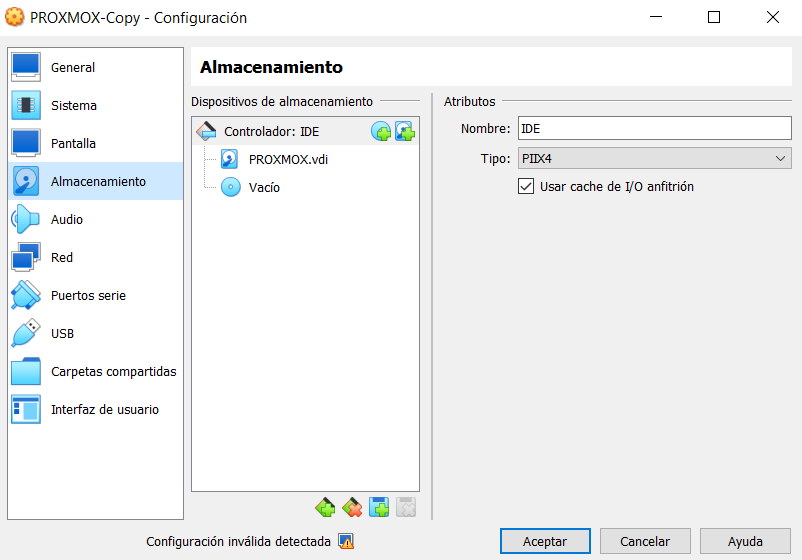 PROXMOX-Copy - Configuración
General
Sistema
Pantalla
Almacenamiento
Audio
Red
Puertos serie
USB
Carpetas compartidas
Interfaz de usuario
Almacenamiento
Dispositivos de almacenamiento
Controlador: IDE
PROXMOX.vdi
Vacío
Atributos
Nombre: IDE
Tipo: PIIX4
Usar cache de I/O anfitrión
Configuración inválida detectada
Aceptar
Cancelar
Ayuda